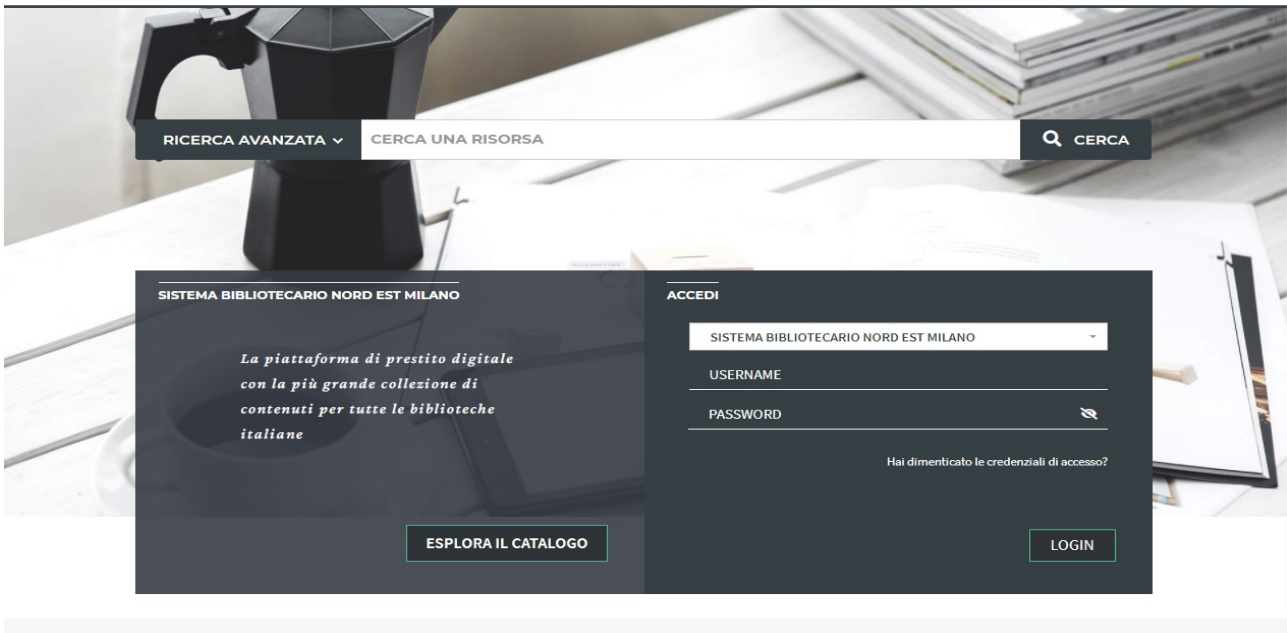 RICERCA AVANZATA
CERCA UNA RISORSA
CERCA
SISTEMA BIBLIOTECARIO NORD EST MILANO
La piattaforma di prestito digitale
con la più grande collezione di
contenuti per tutte le biblioteche
italiane
ESPLORA IL CATALOGO
ACCEDI
SISTEMA BIBLIOTECARIO NORD EST MILANO
USERNAME
PASSWORD
Hai dimenticato le credenziali di accesso?
LOGIN